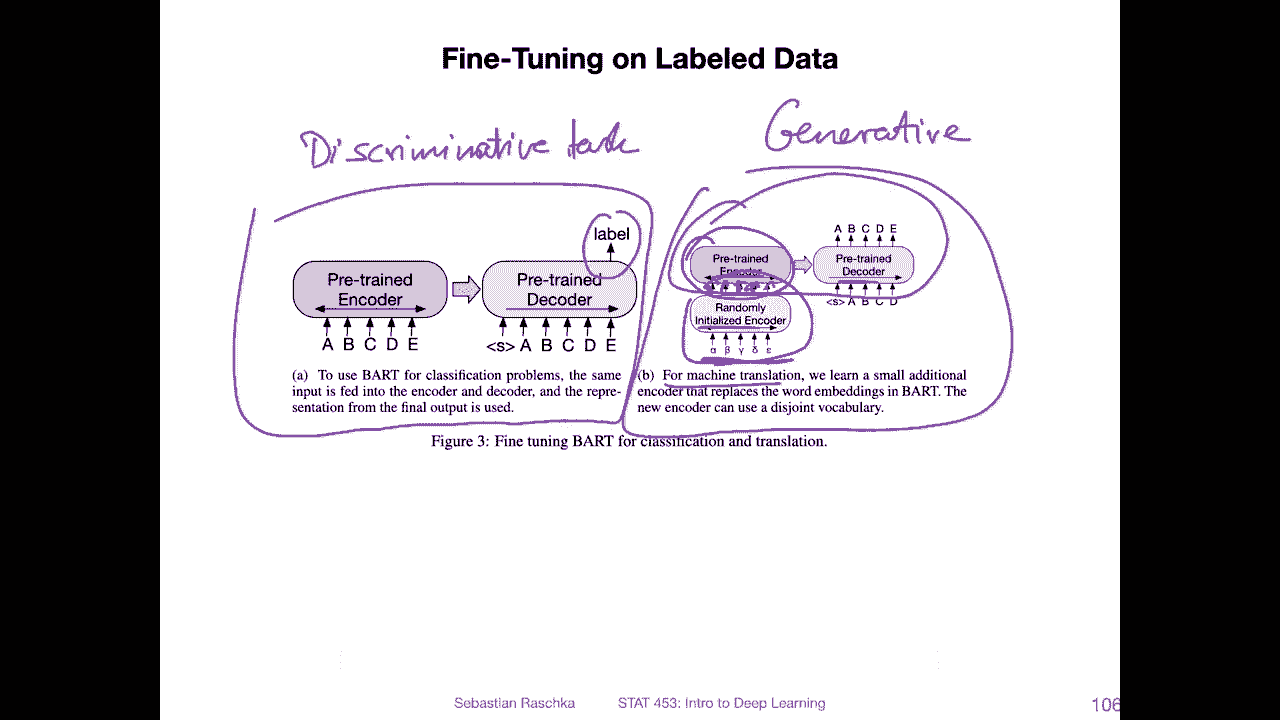 Fine-Tuning on Labeled Data
Discriminative task
Generative
label
Pre-trained
Encoder
Pre-trained
Decoder
A B C D E
<s> A B C D E
(a) To use BART for classification problems, the same
input is fed into the encoder and decoder, and the repre-
sentation from the final output is used.
A B C D E
Pre-trained
Encoder
Pre-trained
Decoder
<s> A B C D
Randomly
Initialized Encoder
α β γ δ ε
(b) For machine translation, we learn a small additional
encoder that replaces the word embeddings in BART. The
new encoder can use a disjoint vocabulary.
Figure 3: Fine tuning BART for classification and translation.
Sebastian Raschka STAT 453: Intro to Deep Learning 106